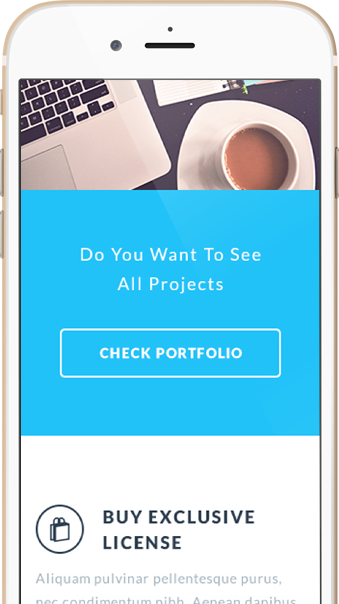 Do You Want To See
All Projects
CHECK PORTFOLIO
BUY EXCLUSIVE
LICENSE
Aliquam pulvinar pellentesque purus,
nec condimentum nibh. Aenean dapibus